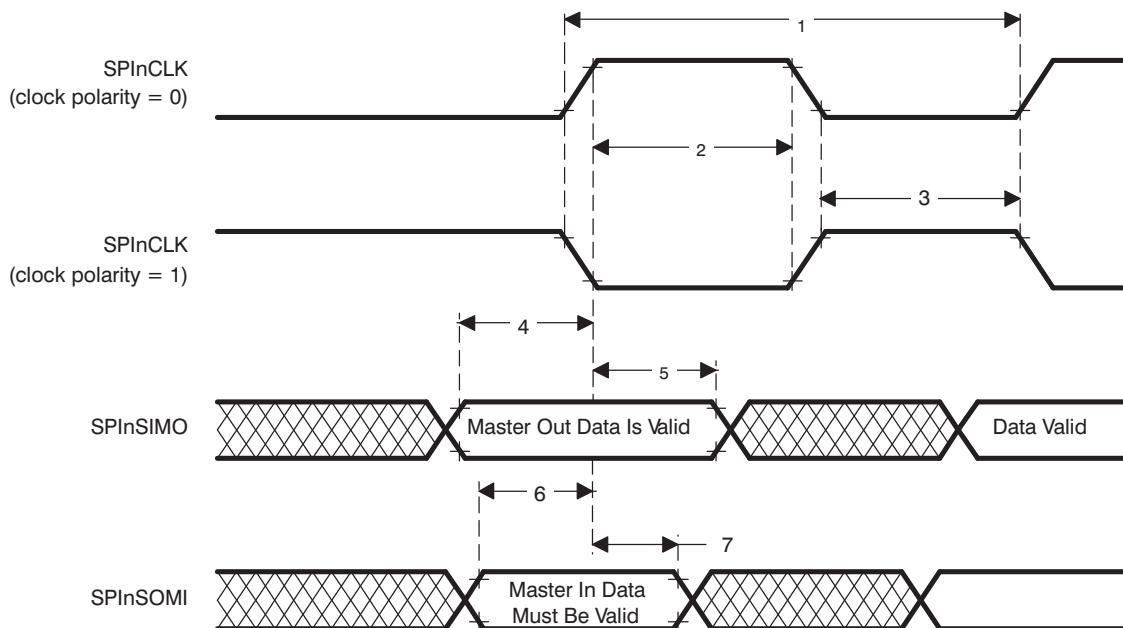 1
SPInCLK
(clock polarity = 0)
2
3
SPInCLK
(clock polarity = 1)
4
5
SPInSIMO
Master Out Data Is Valid
Data Valid
6
7
SPInSOMI
Master In Data
Must Be Valid